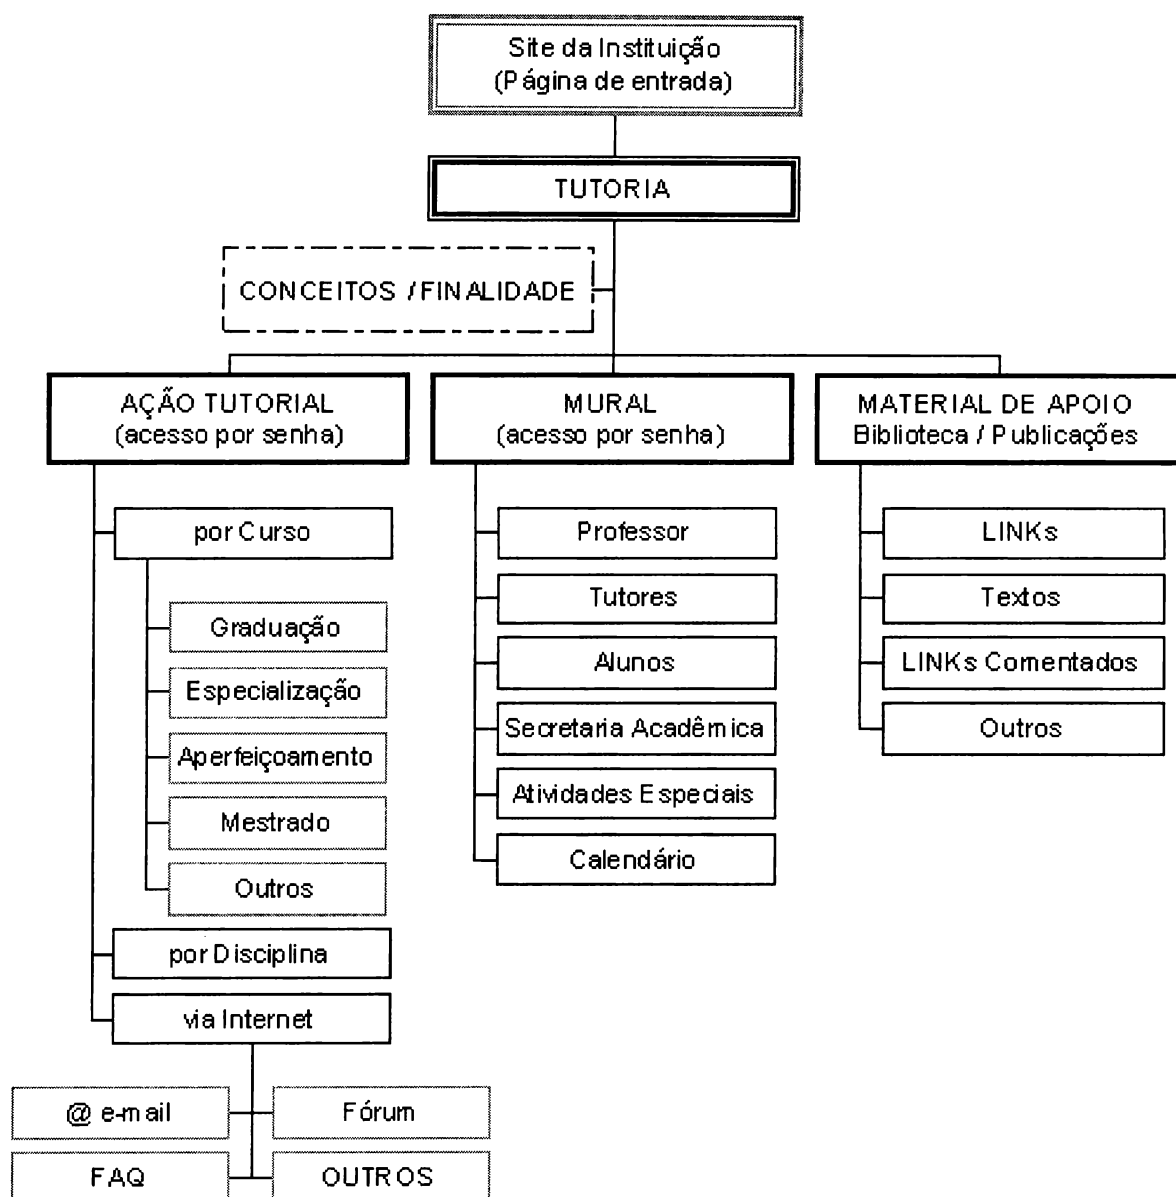 Site da Instituição
(Página de entrada)
TUTORIA
CONCEITOS / FINALIDADE
AÇÃO TUTORIAL
(acesso por senha)
MURAL
(acesso por senha)
MATERIAL DE APOIO
Biblioteca / Publicações
por Curso
Graduação
Especialização
Aperfeiçoamento
Mestrado
Outros
por Disciplina
via Internet
@ e-mail
Fórum
FAQ
OUTROS
Professor
Tutores
Alunos
Secretaria Acadêmica
Atividades Especiais
Calendário
LINKs
Textos
LINKs Comentados
Outros